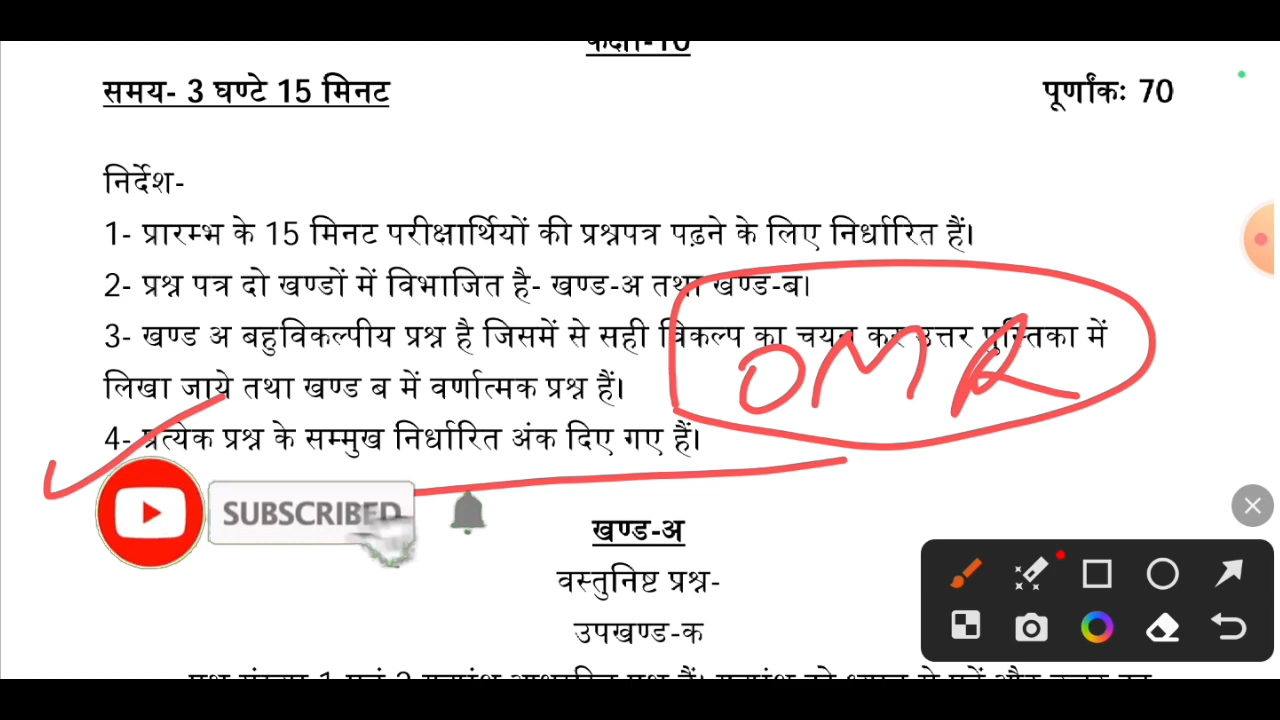 कक्षा-10
समय- 3 घण्टे 15 मिनट
पूर्णांकः 70
निर्देश-
1- प्रारम्भ के 15 मिनट परीक्षार्थियों की प्रश्नपत्र पढ़ने के लिए निर्धारित हैं।
2- प्रश्न पत्र दो खण्डों में विभाजित है- खण्ड-अ तथा खण्ड-ब।
3- खण्ड अ बहुविकल्पीय प्रश्न है जिसमें से सही विकल्प का चयन कर उत्तर पुस्तिका में
OMR
लिखा जाये तथा खण्ड ब में वर्णात्मक प्रश्न हैं।
4- प्रत्येक प्रश्न के सम्मुख निर्धारित अंक दिए गए हैं।
SUBSCRIBED
खण्ड-अ
वस्तुनिष्ट प्रश्न-
उपखण्ड-क